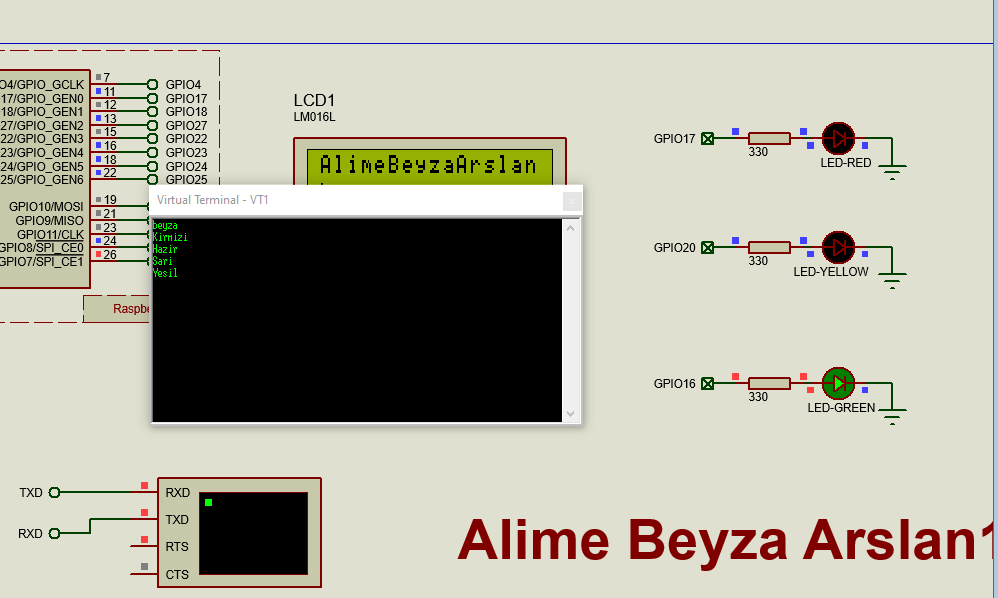 O4/GPIO_GCLK
17/GPIO_GEN0
18/GPIO_GEN1
27/GPIO_GEN2
22/GPIO_GEN3
23/GPIO_GEN4
24/GPIO_GEN5
25/GPIO_GEN6
GPIO10/MOSI
GPIO9/MISO
GPIO11/CLK
GPIO8/SPI_CE0
GPIO7/SPI_CE1
7
11
12
13
15
16
18
22
19
21
23
24
26
GPIO4
GPIO17
GPIO18
GPIO27
GPIO22
GPIO23
GPIO24
GPIO25
Raspbe
LCD1
LM016L
AlimeBeyzaArslan
Virtual Terminal - VT1
beyza
Kirmizi
Hazir
Sari
Yesil
GPIO17
330
LED-RED
GPIO20
330
LED-YELLOW
GPIO16
330
LED-GREEN
TXD
RXD
RXD
TXD
RTS
CTS
Alime Beyza Arslan1